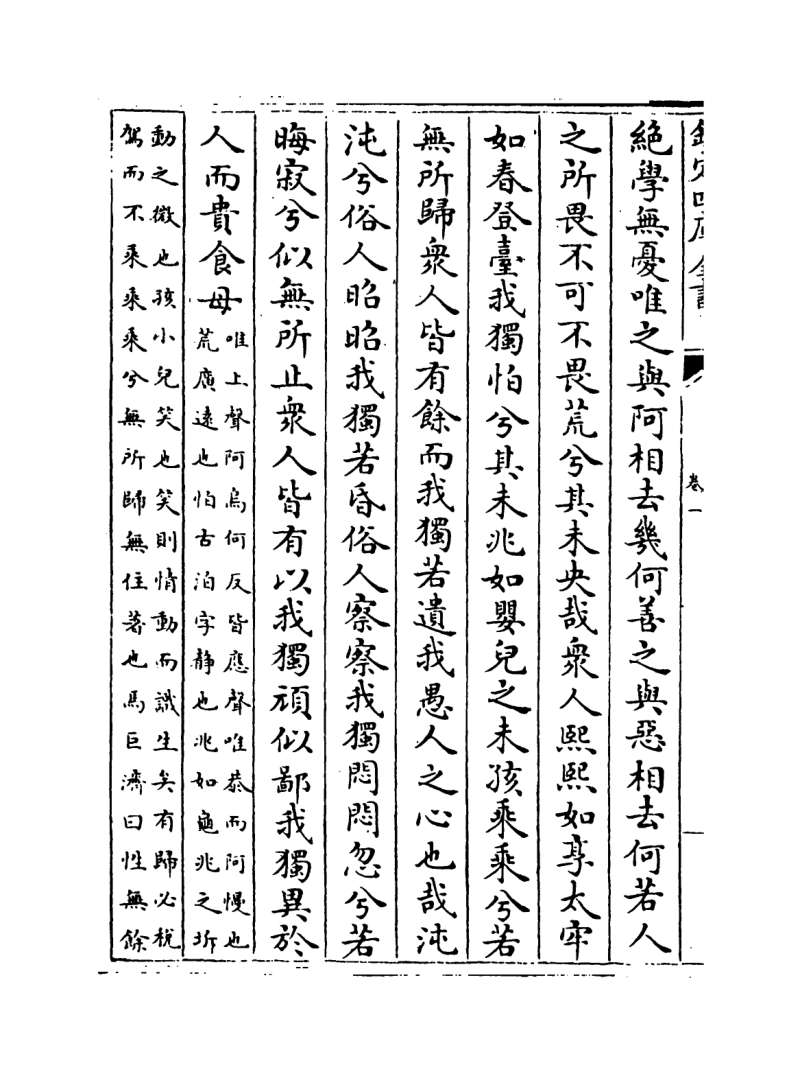 欽定四庫全書
卷一
絕學無憂唯之與阿相去幾何善之與惡相去何若人
之所畏不可不畏荒兮其未央哉衆人熙熙如享太牢
如春登臺我獨怕兮其未兆如嬰兒之未孩乘乘兮若
無所歸衆人皆有餘而我獨若遺我愚人之心也哉沌
沌兮俗人昭昭我獨若昏俗人察察我獨悶悶忽兮若
晦寂兮似無所止衆人皆有以我獨頑似鄙我獨異於
人而貴食母
唯上聲阿烏何反皆應聲唯恭而阿慢也
荒廣遠也怕古泊字靜也兆如龜兆之坼
動之微也孩小兒笑也笑則情動而識生矣有歸必稅
駕而不乘乘乘兮無所歸無住著也馬巨濟曰性無餘